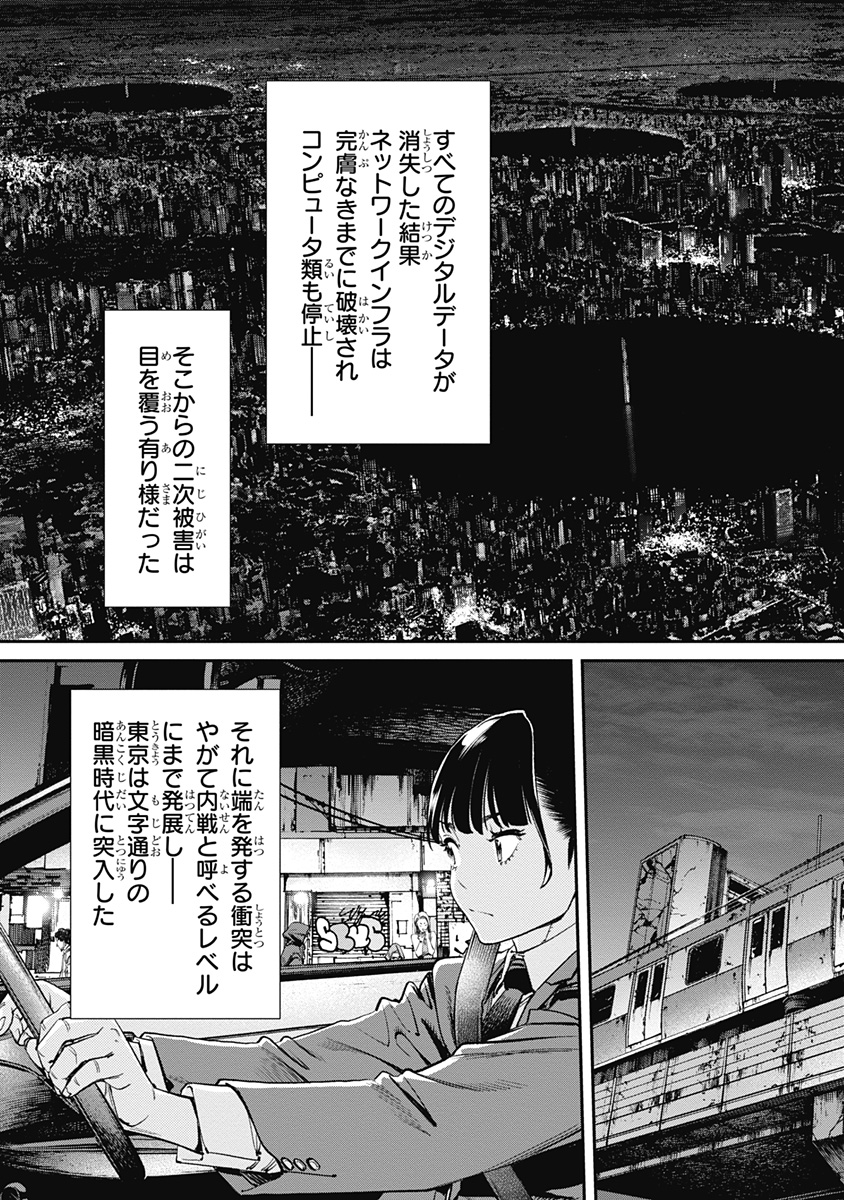 すべてのデジタルデータが
消失した結果
ネットワークインフラは
完膚なきまでに破壊され
コンピュータ類も停止――
そこからの二次被害は
目を覆う有り様だった
それに端を発する衝突は
やがて内戦と呼べるレベル
にまで発展し――
東京は文字通りの
暗黒時代に突入した